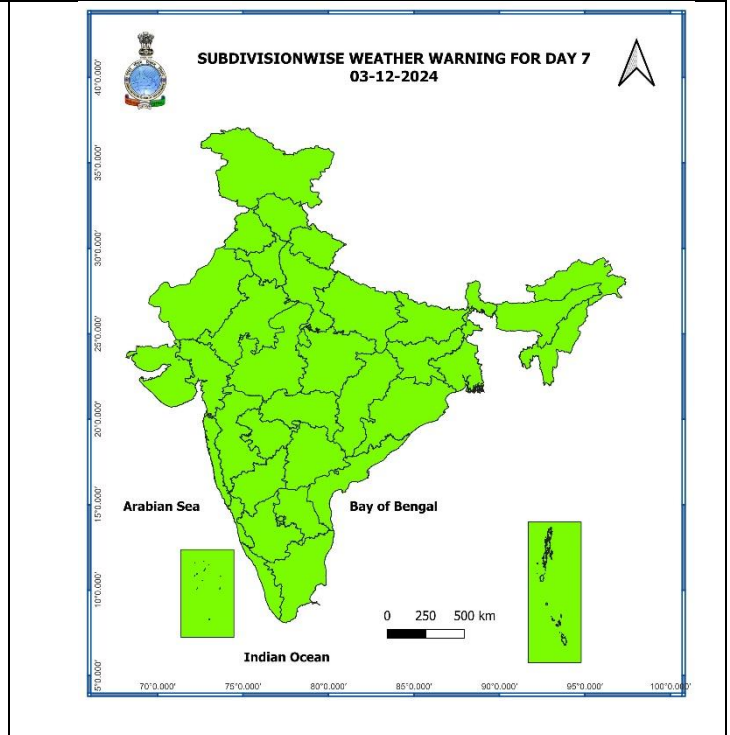 SUBDIVISIONWISE WEATHER WARNING FOR DAY 7
03-12-2024
40°0.000'
35°0.000'
30°0.000'
25°0.000'
20°0.000'
15°0.000'
10°0.000'
5°0.000'
Arabian Sea
Bay of Bengal
0 250 500 km
Indian Ocean
70°0.000' 75°0.000' 80°0.000' 85°0.000' 90°0.000' 95°0.000' 100°0.000'